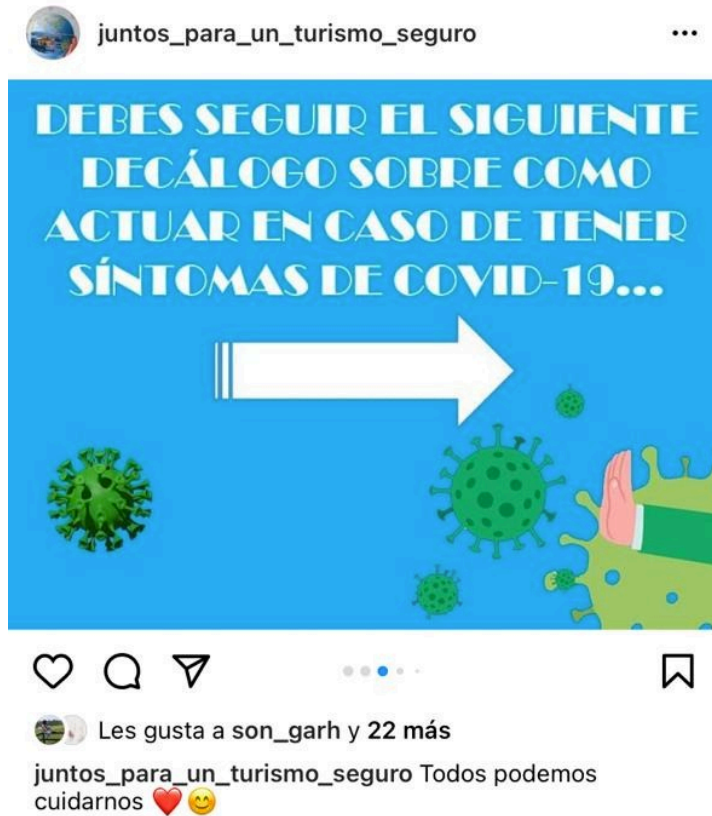 juntos_para_un_turismo_seguro
DEBES SEGUIR EL SIGUIENTE
DECÁLOGO SOBRE COMO
ACTUAR EN CASO DE TENER
SÍNTOMAS DE COVID-19...
Les gusta a son_garh y 22 más
juntos_para_un_turismo_seguro Todos podemos
cuidarnos ❤️😊